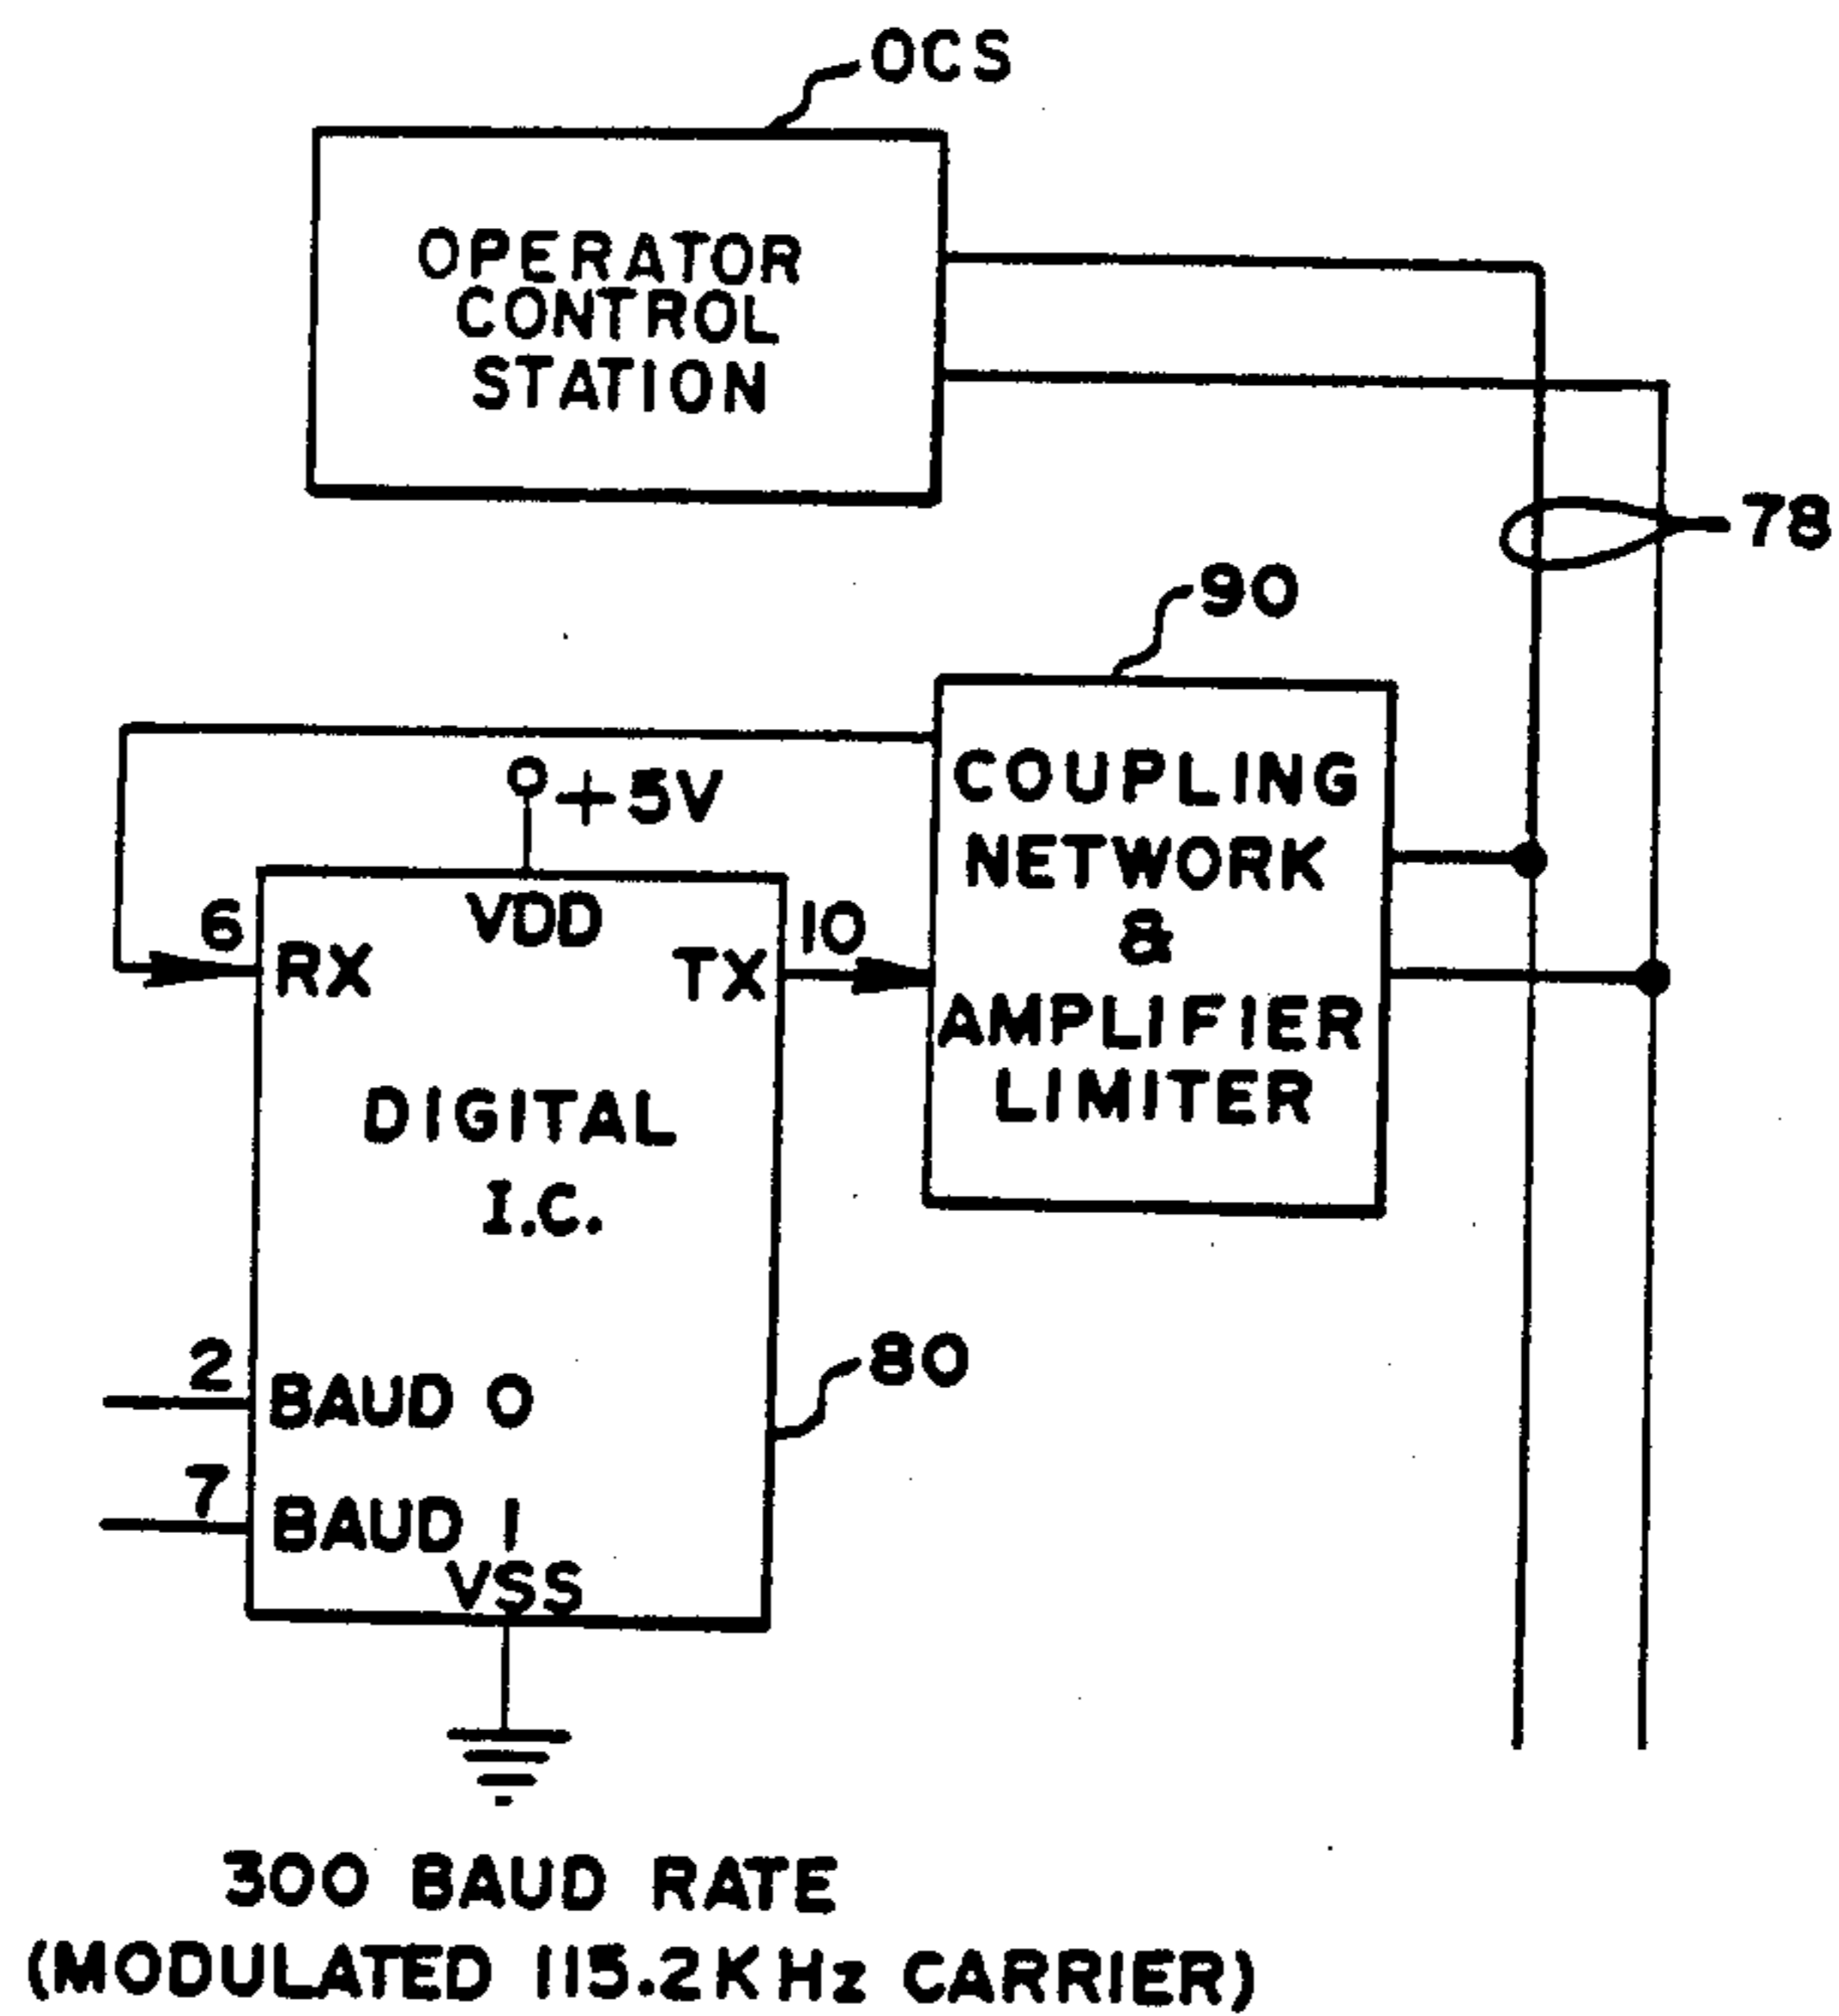 OCS
OPERATOR
CONTROL
STATION
78
90
COUPLING
NETWORK
&
AMPLIFIER
LIMITER
+5V
VDD
6
RX
TX
10
DIGITAL
I.C.
80
2
BAUD 0
7
BAUD 1
VSS
300 BAUD RATE
(MODULATED 115.2KHz CARRIER)